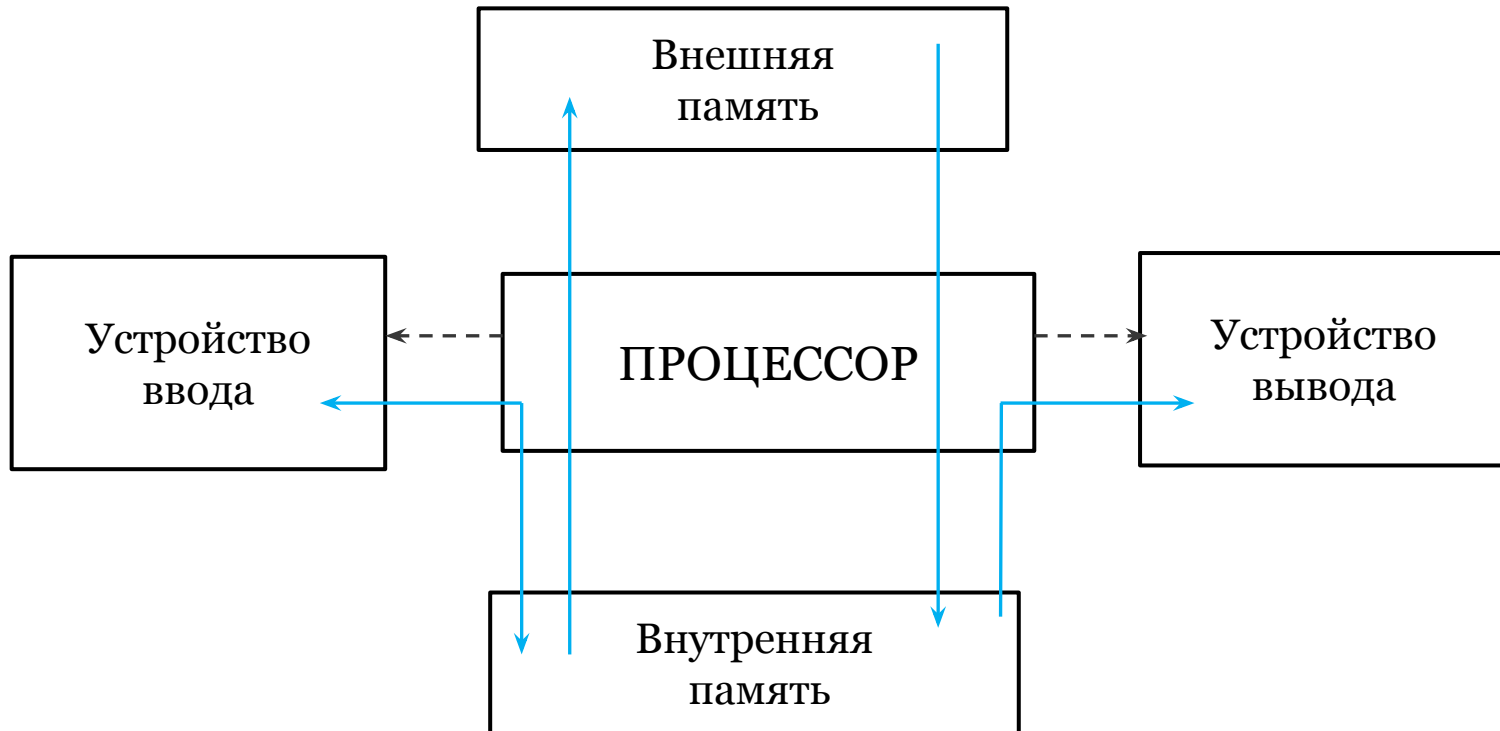 Внешняя
память
Устройство
ввода
ПРОЦЕССОР
Устройство
вывода
Внутренняя
память